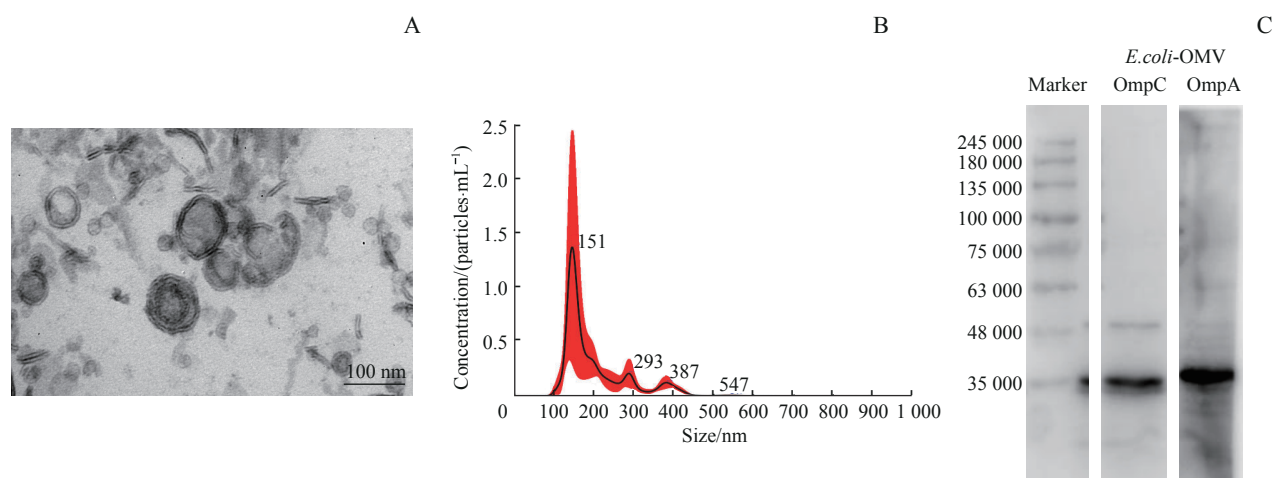 A
100 nm
B
Concentration/(particles·mL⁻¹)
2.5
2.0
1.5
1.0
0.5
151
293
387
547
0 100 200 300 400 500 600 700 800 900 1 000
Size/nm
C
E.coli-OMV
Marker OmpC OmpA
245 000
180 000
135 000
100 000
75 000
63 000
48 000
35 000